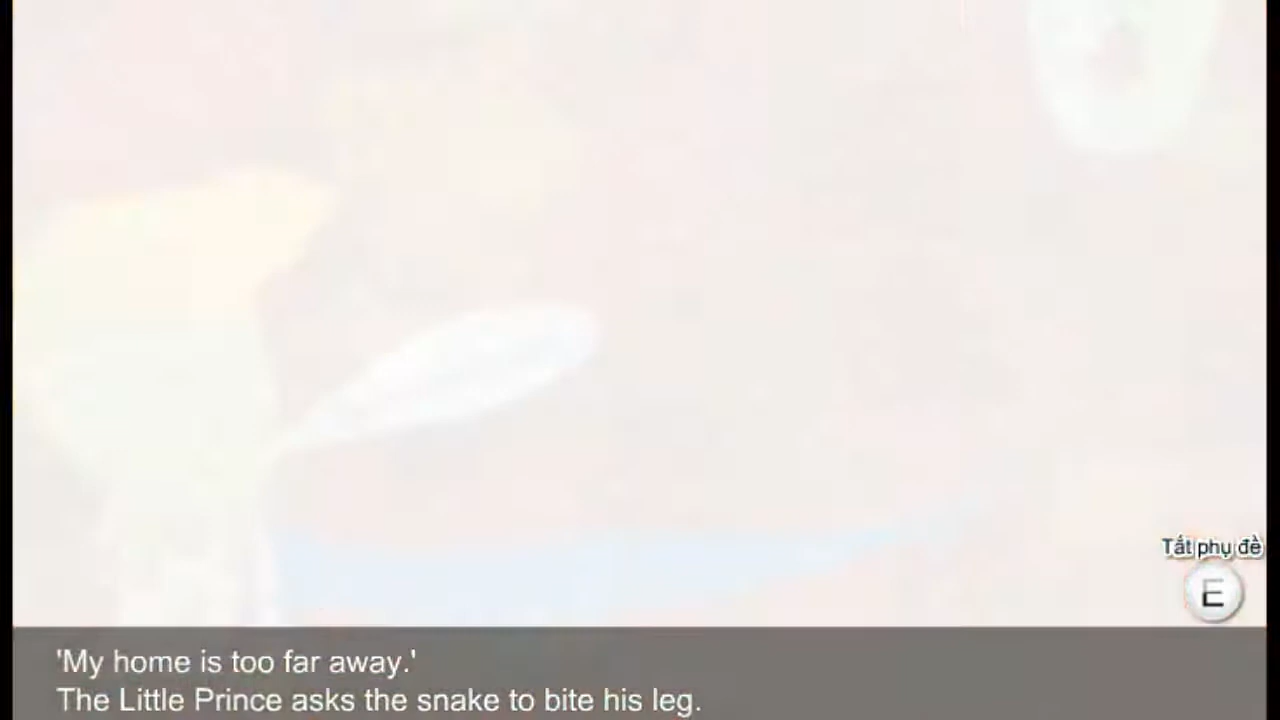 Tắt phụ đề
E
'My home is too far away.'
The Little Prince asks the snake to bite his leg.